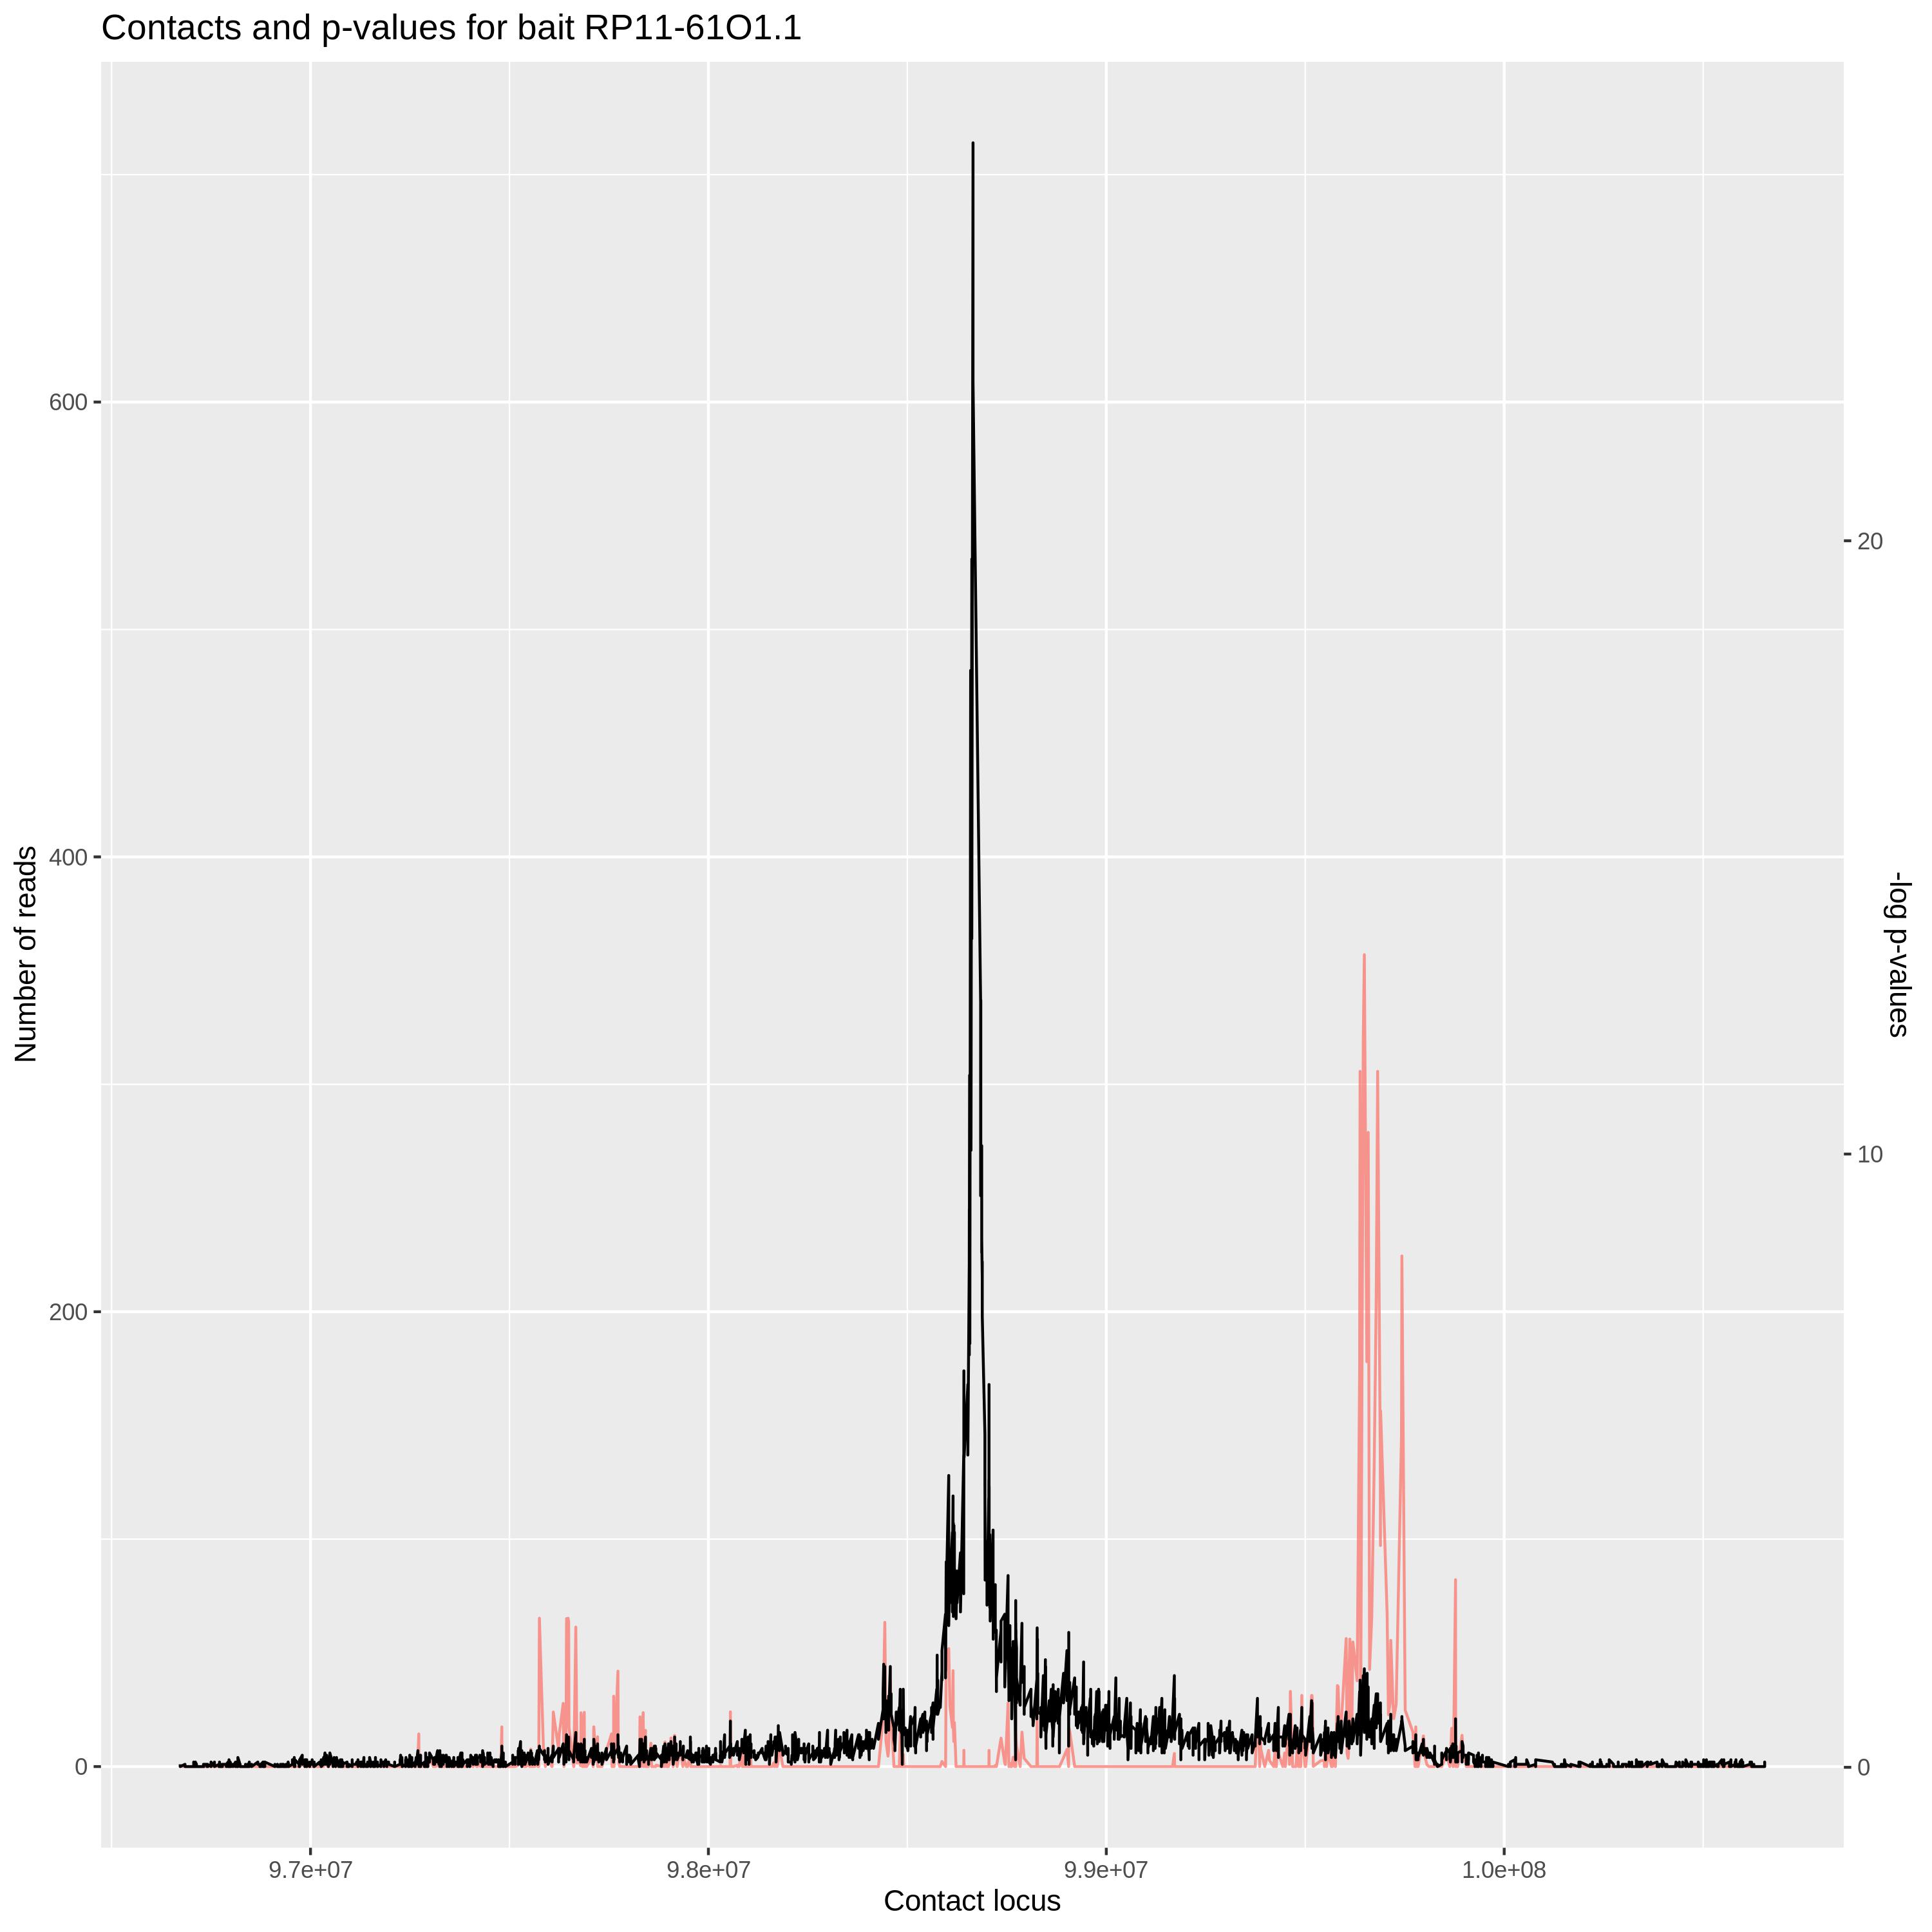 Contacts and p-values for bait RP11-61O1.1
600
400
200
0
Number of reads
20
10
0
-log p-values
9.7e+07
9.8e+07
9.9e+07
1.0e+08
Contact locus